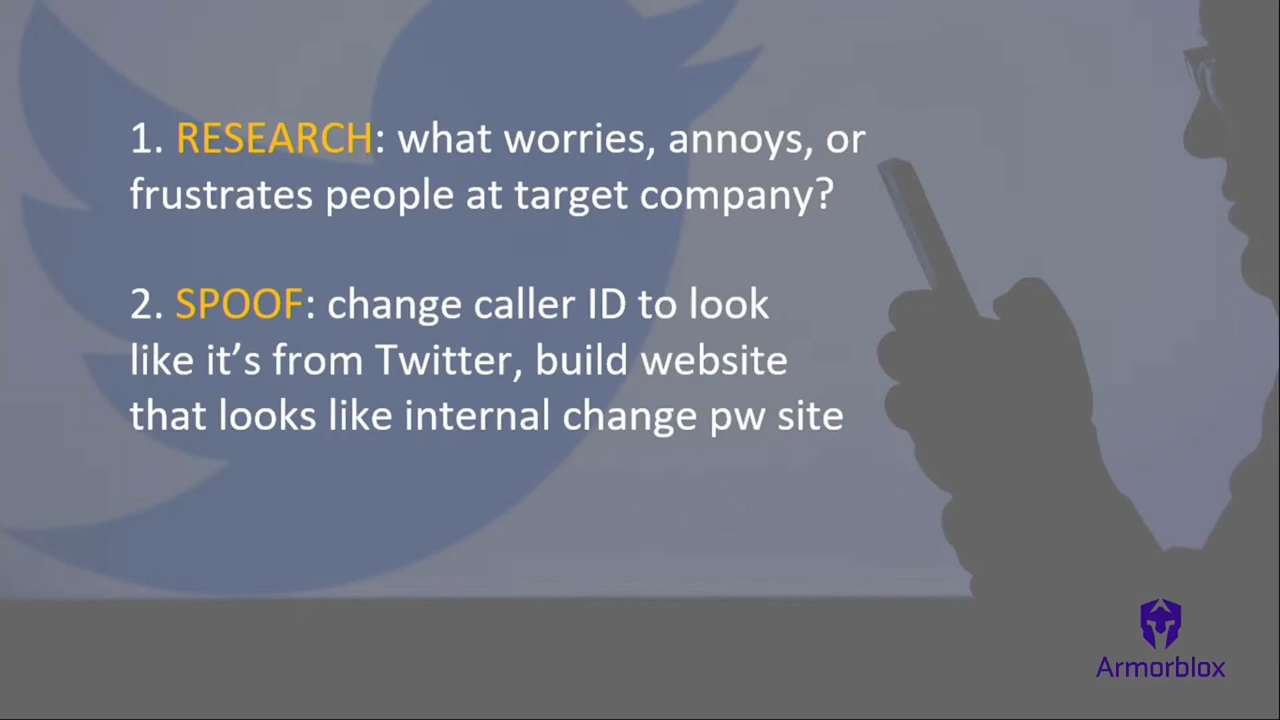 1. RESEARCH: what worries, annoys, or
frustrates people at target company?
2. SPOOF: change caller ID to look
like it’s from Twitter, build website
that looks like internal change pw site
Armorblox